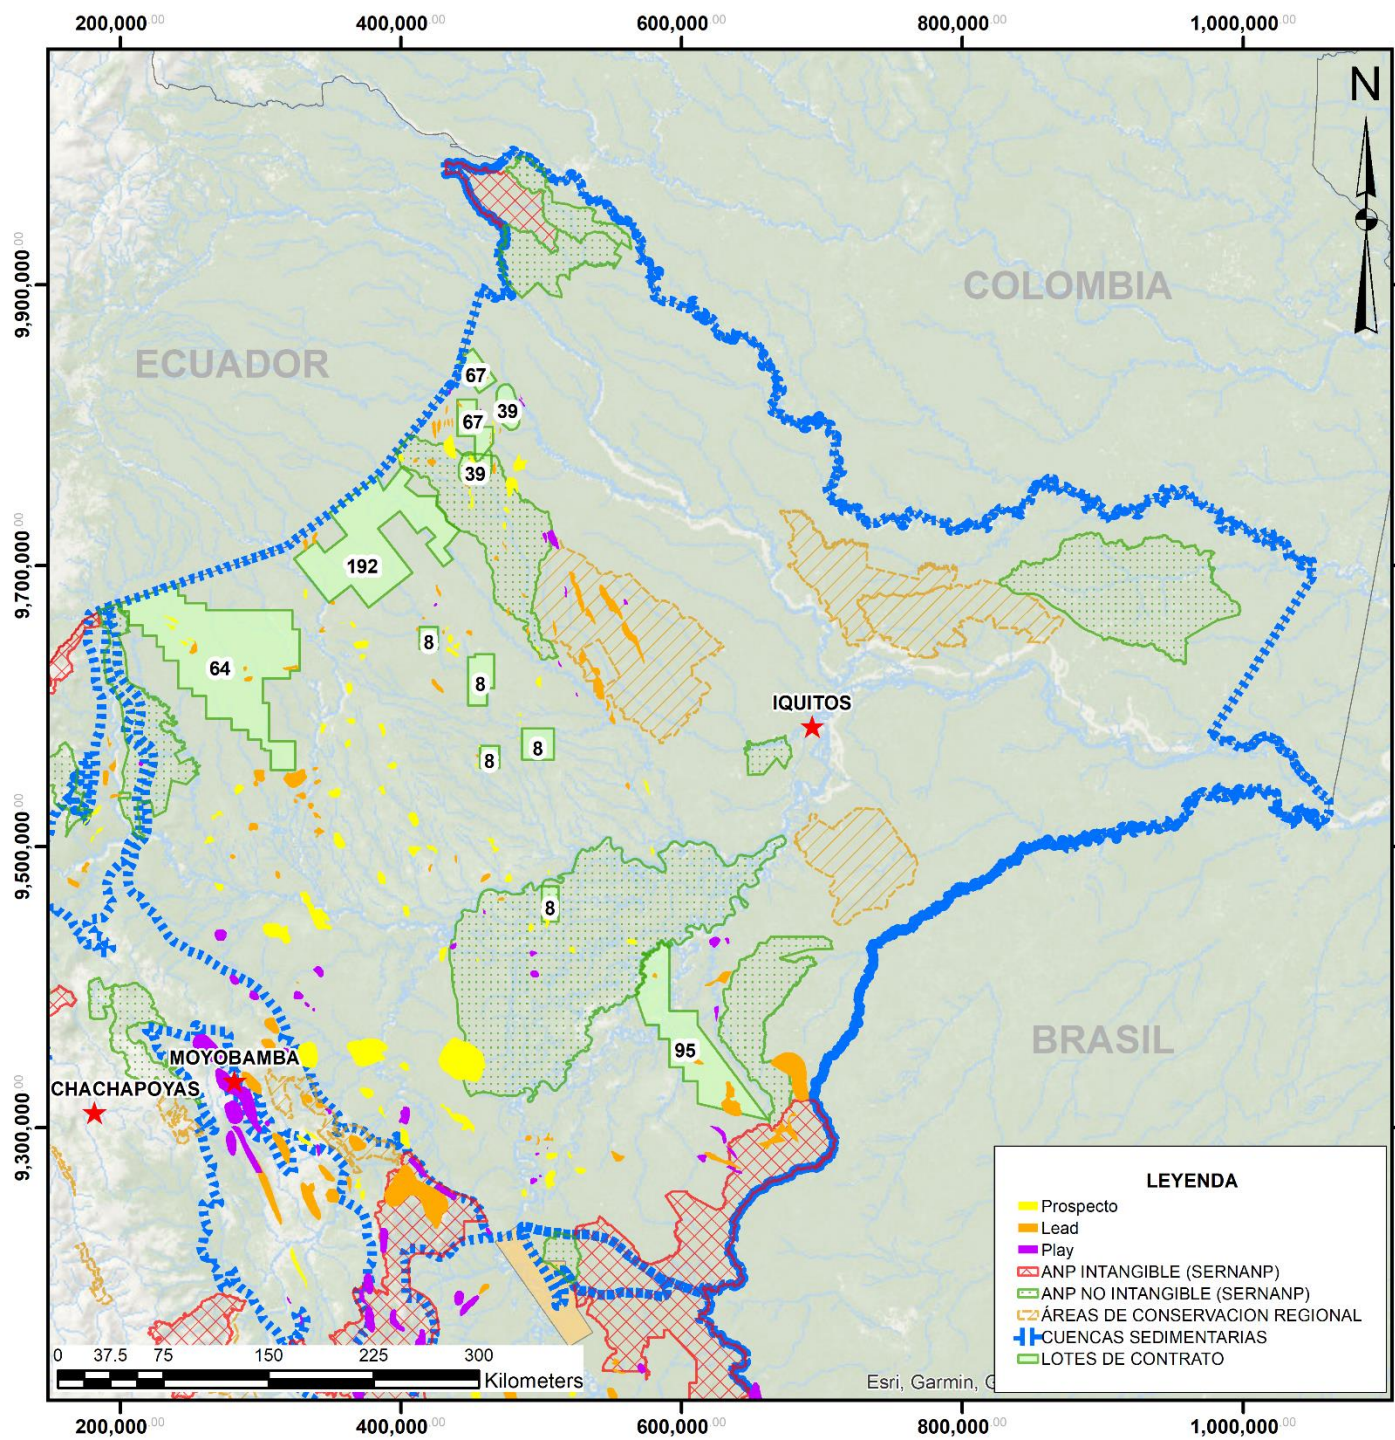 200,000.00 400,000.00 600,000.00 800,000.00 1,000,000.00
N
9,900,000.00
COLOMBIA
ECUADOR
67
39
67
39
9,700,000.00
192
8
64
8
IQUITOS
8
8
9,500,000.00
8
BRASIL
95
MOYOBAMBA
CHACHAPOYAS
9,300,000.00
LEYENDA
Prospecto
Lead
Play
ANP INTANGIBLE (SERNANP)
ANP NO INTANGIBLE (SERNANP)
ÁREAS DE CONSERVACION REGIONAL
CUENCAS SEDIMENTARIAS
LOTES DE CONTRATO
0 37.5 75 150 225 300
Kilometers
Esri, Garmin, G
200,000.00 400,000.00 600,000.00 800,000.00 1,000,000.00